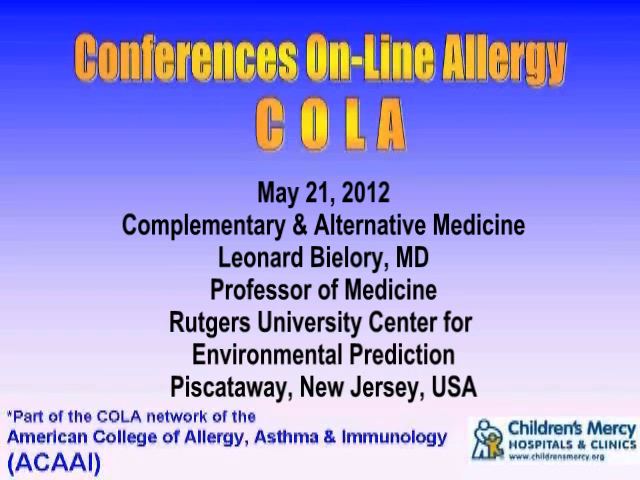 Conferences On-Line Allergy
C O L A
May 21, 2012
Complementary & Alternative Medicine
Leonard Bielory, MD
Professor of Medicine
Rutgers University Center for
Environmental Prediction
Piscataway, New Jersey, USA
*Part of the COLA network of the
American College of Allergy, Asthma & Immunology
(ACAAI)
Children's Mercy
HOSPITALS & CLINICS
www.childrensmercy.org